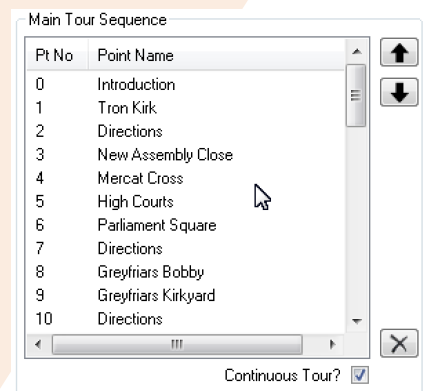 Main Tour Sequence
Pt No Point Name
0 Introduction
1 Tron Kirk
2 Directions
3 New Assembly Close
4 Mercat Cross
5 High Courts
6 Parliament Square
7 Directions
8 Greyfriars Bobby
9 Greyfriars Kirkyard
10 Directions
Continuous Tour?